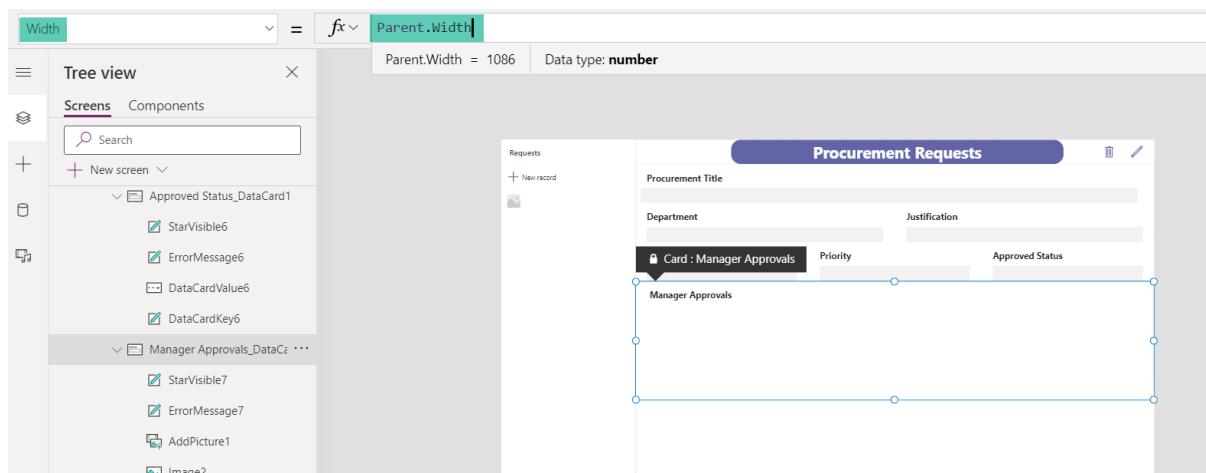 Width = fx Parent.Width
Parent.Width = 1086 Data type: number
Tree view
Screens Components
Search
New screen
Approved Status_DataCard1
StarVisible6
ErrorMessage6
DataCardValue6
DataCardKey6
Manager Approvals_DataCa ...
StarVisible7
ErrorMessage7
AddPicture1
Image2
Requests
New record
Procurement Requests
Procurement Title
Department Justification
Card : Manager Approvals Priority Approved Status
Manager Approvals